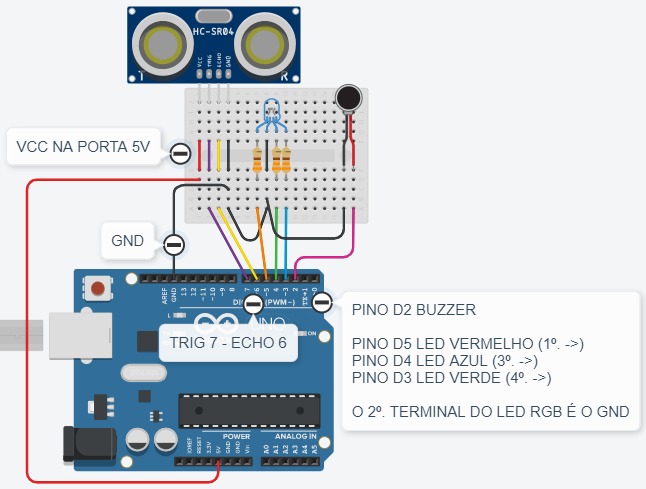 HC-SR04
VCC
TRIG
ECHO
GND
T
R
VCC NA PORTA 5V
GND
AREF
GND
13
12
~11
~10
~9
8
7
~6
~5
4
~3
2
TX→1
L
(PWM~)
UNO
ON
TRIG 7 - ECHO 6
PINO D2 BUZZER
PINO D5 LED VERMELHO (1º. ->)
PINO D4 LED AZUL (3º. ->)
PINO D3 LED VERDE (4º. ->)
O 2º. TERMINAL DO LED RGB É O GND
POWER
ANALOG IN
IOREF
RESET
3.3V
5V
GND
GND
Vin
A0
A1
A2
A3
A4
A5